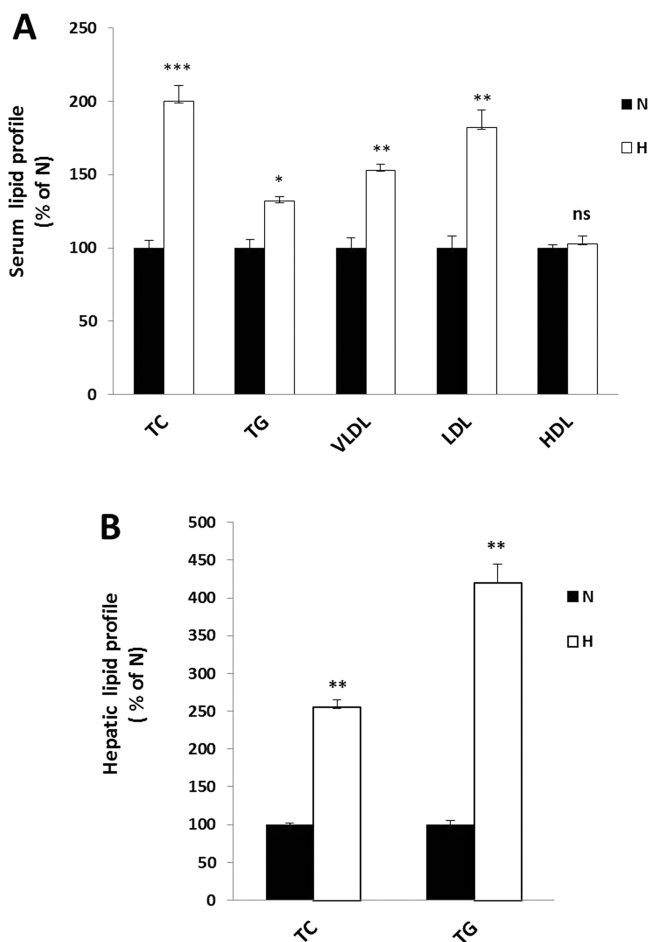 A
Serum lipid profile
(% of N)
250
200
150
100
50
0
***
*
**
**
ns
N
H
TC
TG
VLDL
LDL
HDL
B
Hepatic lipid profile
( % of N)
500
450
400
350
300
250
200
150
100
50
0
**
**
N
H
TC
TG